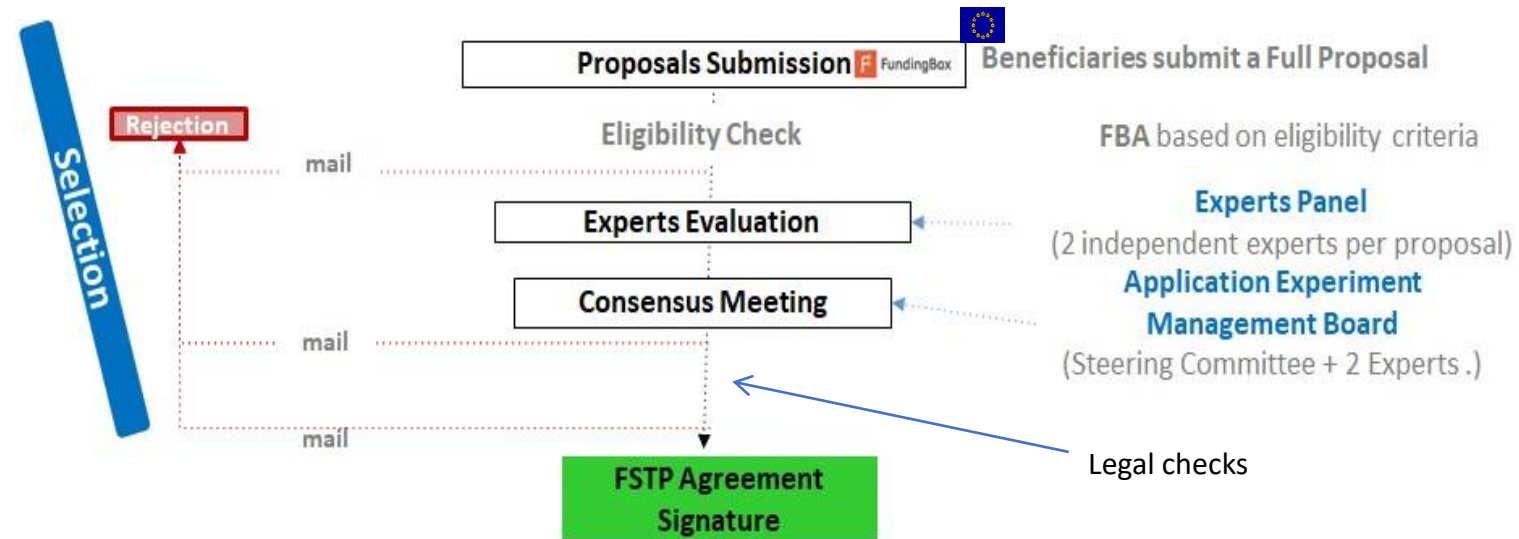 Proposals Submission F FundingBox
Beneficiaries submit a Full Proposal
Rejection
Eligibility Check
FBA based on eligibility criteria
mail
Selection
Experts Evaluation
Experts Panel
(2 independent experts per proposal)
Consensus Meeting
Application Experiment
Management Board
(Steering Committee + 2 Experts .)
mail
mail
Legal checks
FSTP Agreement
Signature